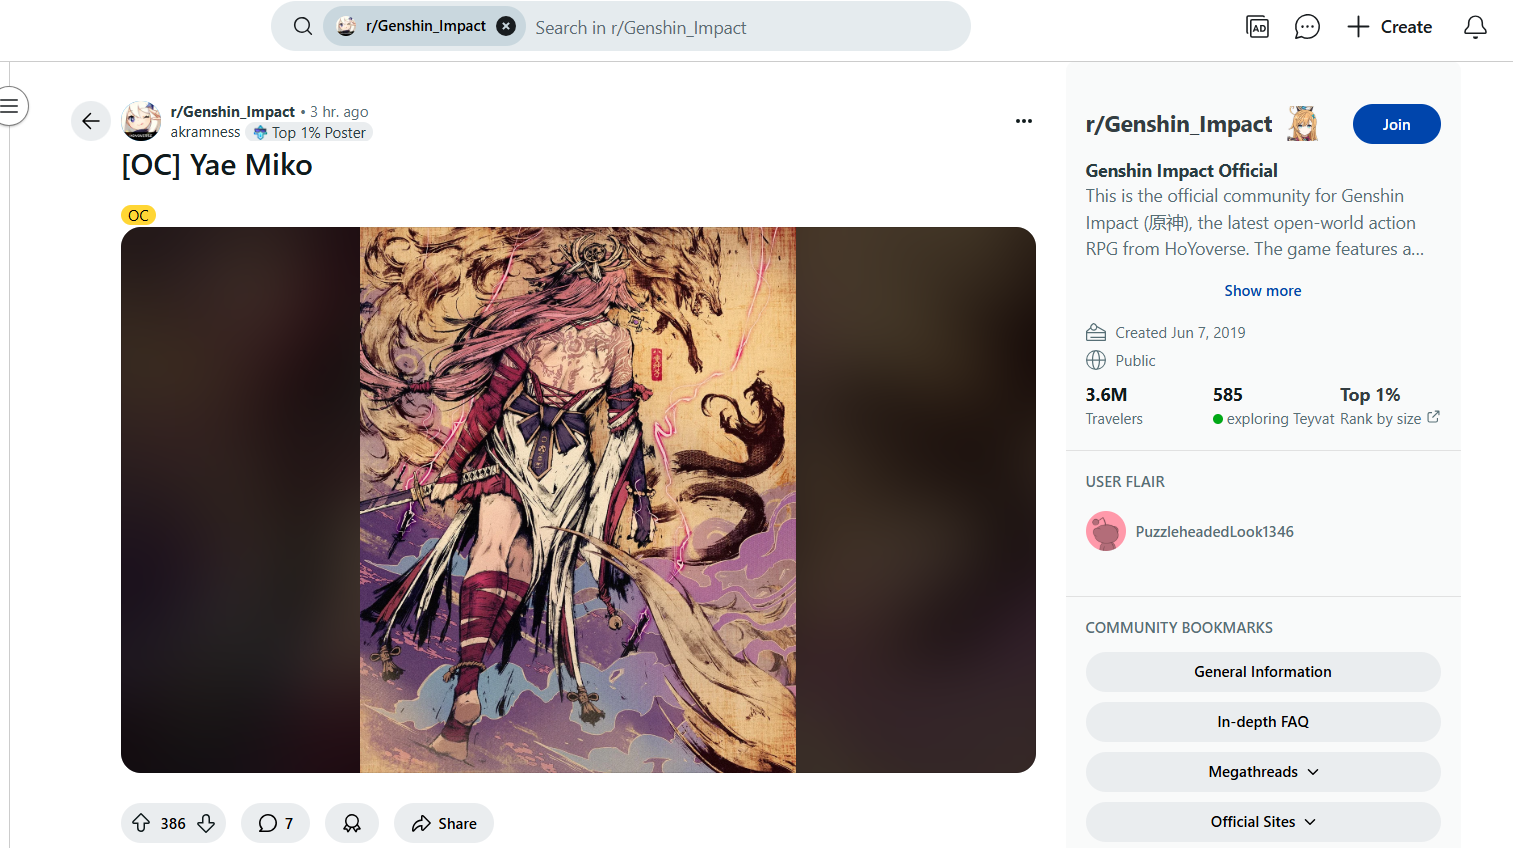 r/Genshin_Impact
Search in r/Genshin_Impact
AD
Create
r/Genshin_Impact • 3 hr. ago
akramness Top 1% Poster
[OC] Yae Miko
OC
386
7
Share
r/Genshin_Impact
Join
Genshin Impact Official
This is the official community for Genshin
Impact (原神), the latest open-world action
RPG from HoYoverse. The game features a...
Show more
Created Jun 7, 2019
Public
3.6M 585 Top 1%
Travelers exploring Teyvat Rank by size
USER FLAIR
PuzzleheadedLook1346
COMMUNITY BOOKMARKS
General Information
In-depth FAQ
Megathreads
Official Sites